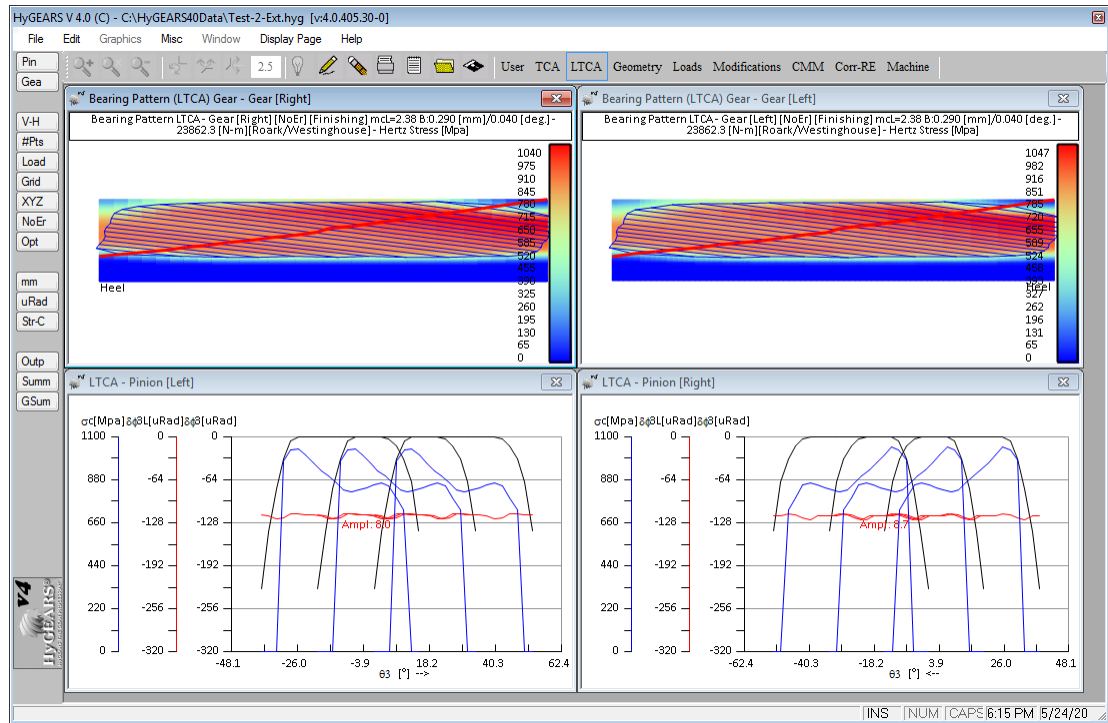 HyGEARS V 4.0 (C) - C:\HyGEARS40Data\Test-2-Ext.hyg [v:4.0.405.30-0]
File Edit Graphics Misc Window Display Page Help
2.5 User TCA LTCA Geometry Loads Modifications CMM Corr-RE Machine
Pin
Gea
V-H
#Pts
Load
Grid
XYZ
NoEr
Opt
mm
uRad
Str-C
Outp
Summ
GSum
V4
HyGEARS
Bearing Pattern (LTCA) Gear - Gear [Right]
Bearing Pattern LTCA - Gear [Right] [NoEr] [Finishing] mcL=2.38 B:0.290 [mm]/0.040 [deg.] -
23862.3 [N-m][Roark/Westinghouse] - Hertz Stress [Mpa]
1040
975
910
845
780
715
650
585
520
455
390
325
260
195
130
65
0
Heel
Bearing Pattern (LTCA) Gear - Gear [Left]
Bearing Pattern LTCA - Gear [Left] [NoEr] [Finishing] mcL=2.38 B:0.290 [mm]/0.040 [deg.] -
23862.3 [N-m][Roark/Westinghouse] - Hertz Stress [Mpa]
1047
982
916
851
785
720
655
589
524
458
327
262
196
131
65
0
Heel
LTCA - Pinion [Left]
σc[Mpa] δϕ3L[uRad] δϕ3[uRad]
1100 0 0
880 -64 -64
660 -128 -128
440 -192 -192
220 -256 -256
0 -320 -320
Ampl: 8.0
-48.1 -26.0 -3.9 18.2 40.3 62.4
θ3 [°] -->
LTCA - Pinion [Right]
σc[Mpa] δϕ3L[uRad] δϕ3[uRad]
1100 0 0
880 -64 -64
660 -128 -128
440 -192 -192
220 -256 -256
0 -320 -320
Ampl: 8.7
-62.4 -40.3 -18.2 3.9 26.0 48.1
θ3 [°] <--
INS NUM CAPS 6:15 PM 5/24/20